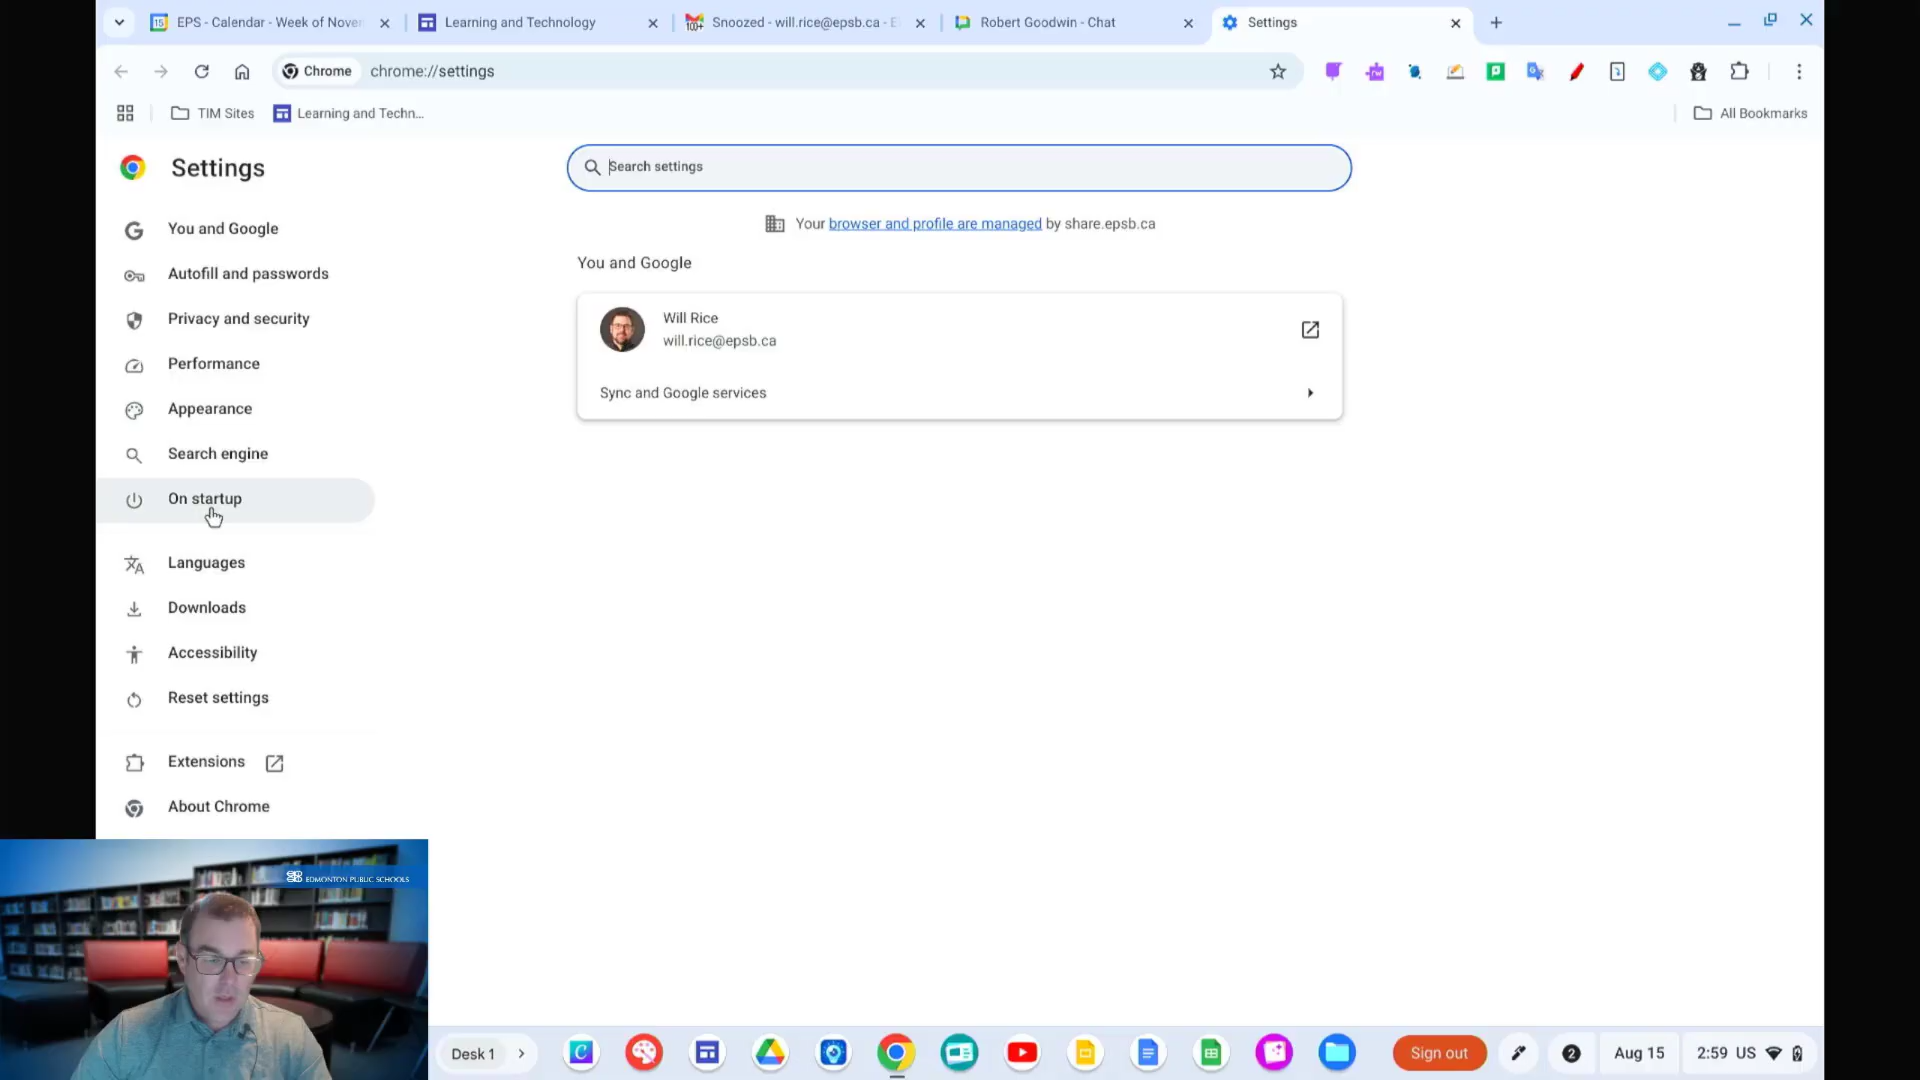 EPS - Calendar - Week of Nove
Learning and Technology
100+
Snoozed - will.rice@epsb.ca - E
Robert Goodwin - Chat
Settings
Chrome
chrome://settings
TIM Sites
Learning and Techn...
All Bookmarks
Settings
Search settings
Your browser and profile are managed by share.epsb.ca
You and Google
Autofill and passwords
Privacy and security
Performance
Appearance
Search engine
On startup
Languages
Downloads
Accessibility
Reset settings
Extensions
About Chrome
You and Google
Will Rice
will.rice@epsb.ca
Sync and Google services
EDMONTON PUBLIC SCHOOLS
Desk 1
Sign out
2
Aug 15
2:59 US